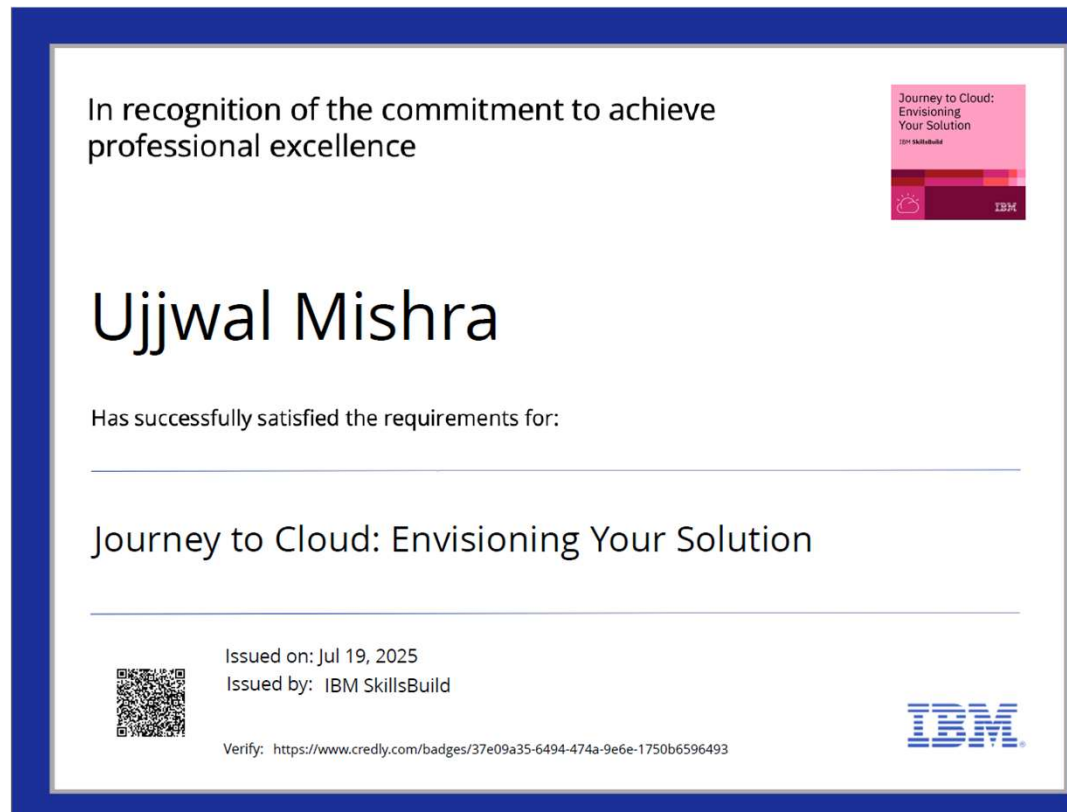 In recognition of the commitment to achieve
professional excellence
Journey to Cloud:
Envisioning
Your Solution
IBM SkillsBuild
IBM
Ujjwal Mishra
Has successfully satisfied the requirements for:
Journey to Cloud: Envisioning Your Solution
Issued on: Jul 19, 2025
Issued by: IBM SkillsBuild
Verify: https://www.credly.com/badges/37e09a35-6494-474a-9e6e-1750b6596493
IBM